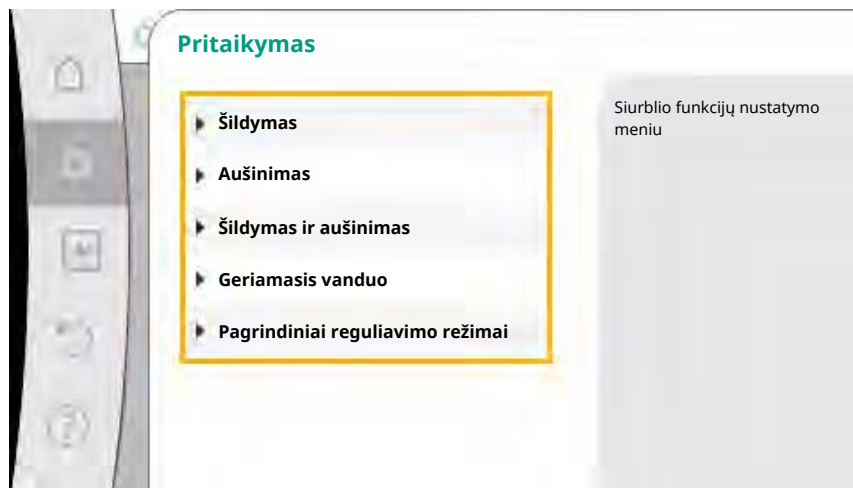 Pritaikymas
Šildymas
Aušinimas
Šildymas ir aušinimas
Geriamasis vanduo
Pagrindiniai reguliavimo režimai
Siurblio funkcijų nustatymo
meniu